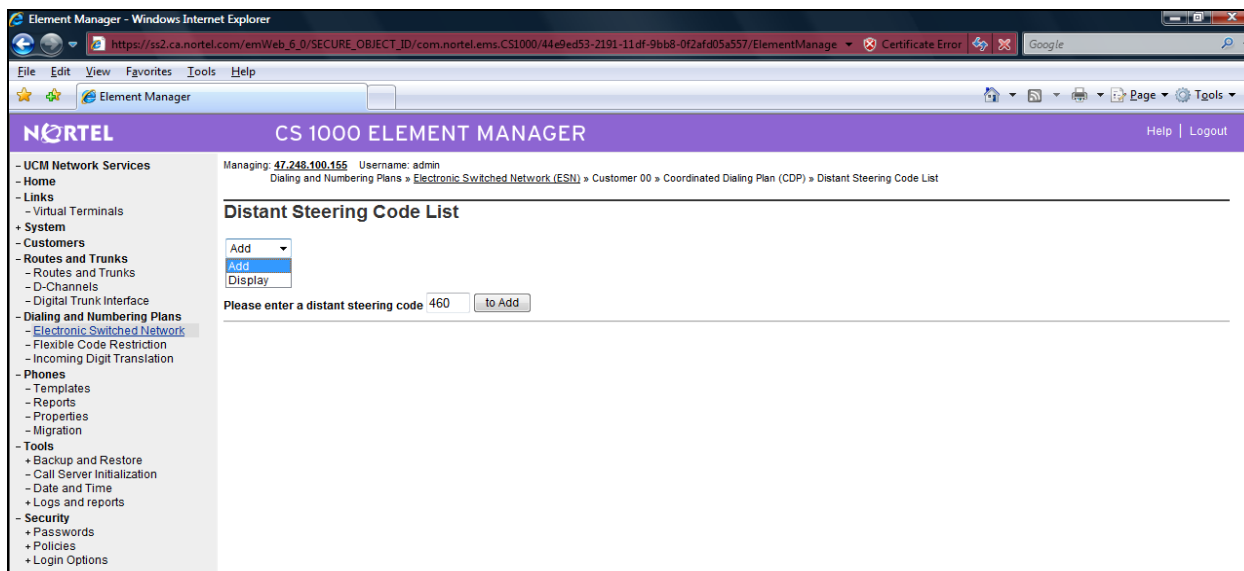 Element Manager - Windows Internet Explorer
https://ss2.ca.nortel.com/emWeb_6_0/SECURE_OBJECT_ID/com.nortel.ems.CS1000/44e9ed53-2191-11df-9bb8-0f2afd05a557/ElementManage Certificate Error Google
File Edit View Favorites Tools Help
Element Manager Page Tools
NORTEL CS 1000 ELEMENT MANAGER Help | Logout
- UCM Network Services
- Home
- Links
- Virtual Terminals
+ System
- Customers
- Routes and Trunks
- Routes and Trunks
- D-Channels
- Digital Trunk Interface
- Dialing and Numbering Plans
- Electronic Switched Network
- Flexible Code Restriction
- Incoming Digit Translation
- Phones
- Templates
- Reports
- Properties
- Migration
- Tools
+ Backup and Restore
- Call Server Initialization
- Date and Time
+ Logs and reports
- Security
+ Passwords
+ Policies
+ Login Options
Managing: 47.248.100.155 Username: admin
Dialing and Numbering Plans » Electronic Switched Network (ESN) » Customer 00 » Coordinated Dialing Plan (CDP) » Distant Steering Code List
Distant Steering Code List
Add
Add
Display
Please enter a distant steering code 460 to Add